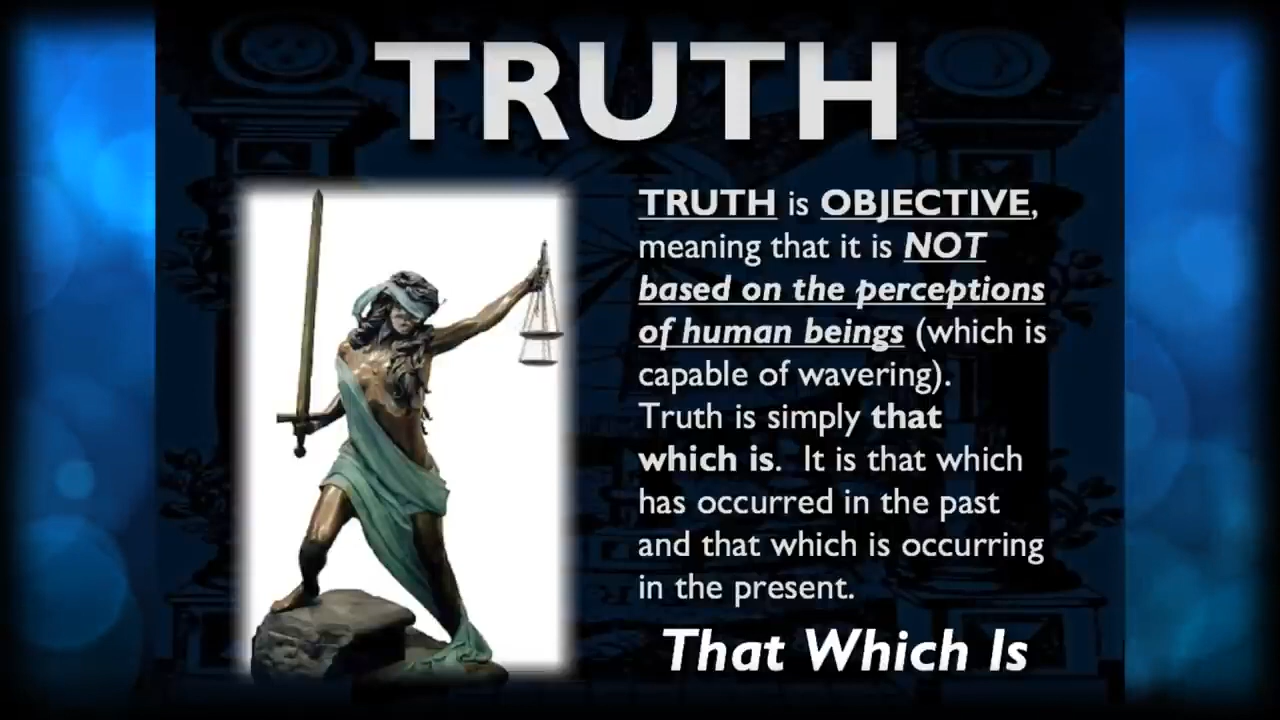 TRUTH
TRUTH is OBJECTIVE,
meaning that it is NOT
based on the perceptions
of human beings (which is
capable of wavering).
Truth is simply that
which is.  It is that which
has occurred in the past
and that which is occurring
in the present.
That Which Is